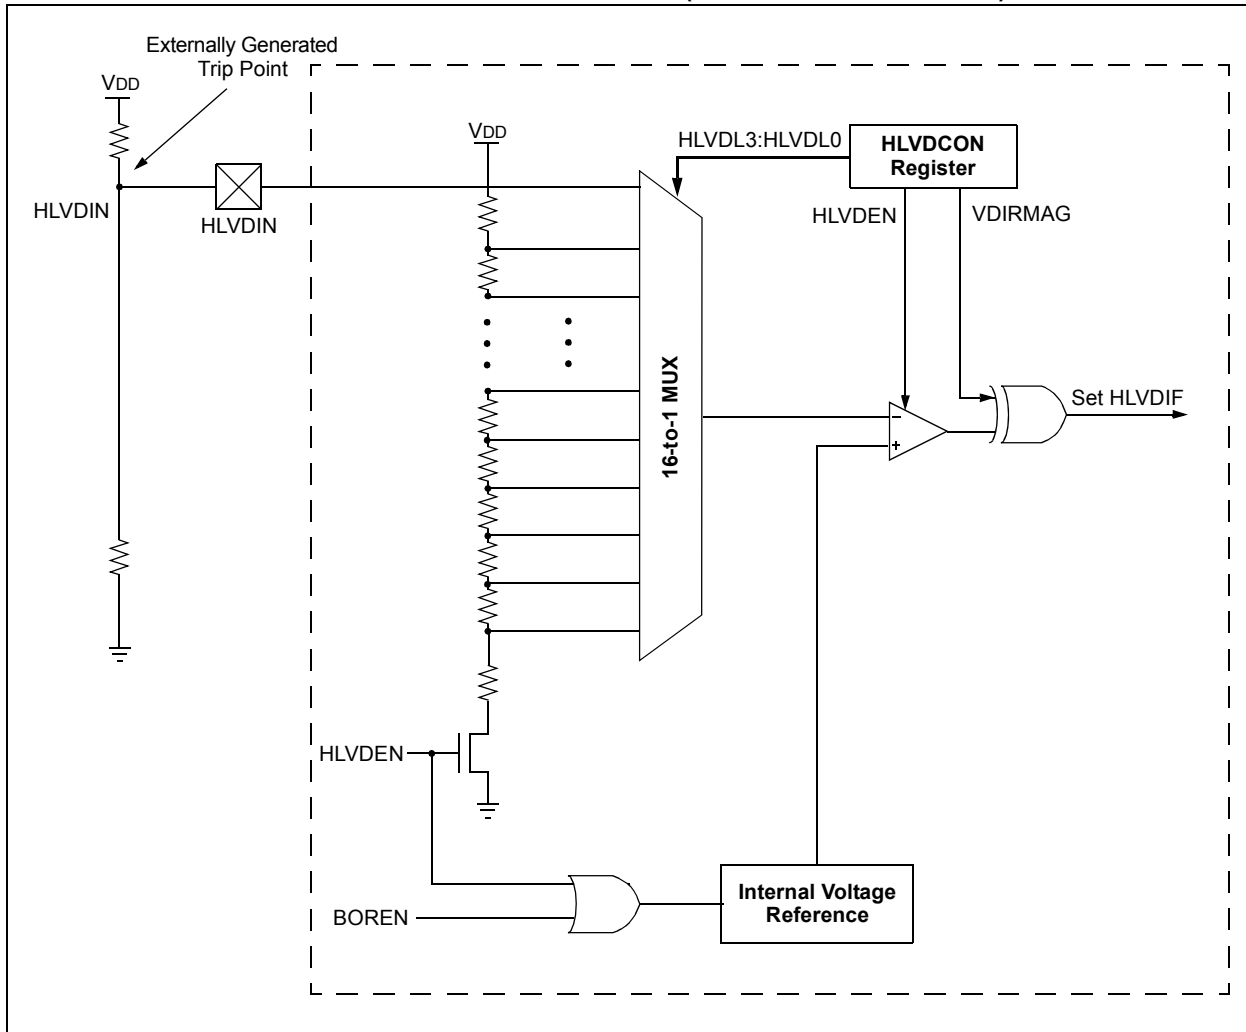 Externally Generated
Trip Point
VDD
VDD
HLVDL3:HLVDL0
HLVDCON
Register
HLVDIN
HLVDIN
HLVDEN
VDIRMAG
16-to-1 MUX
Set HLVDIF
–
+
HLVDEN
BOREN
Internal Voltage
Reference